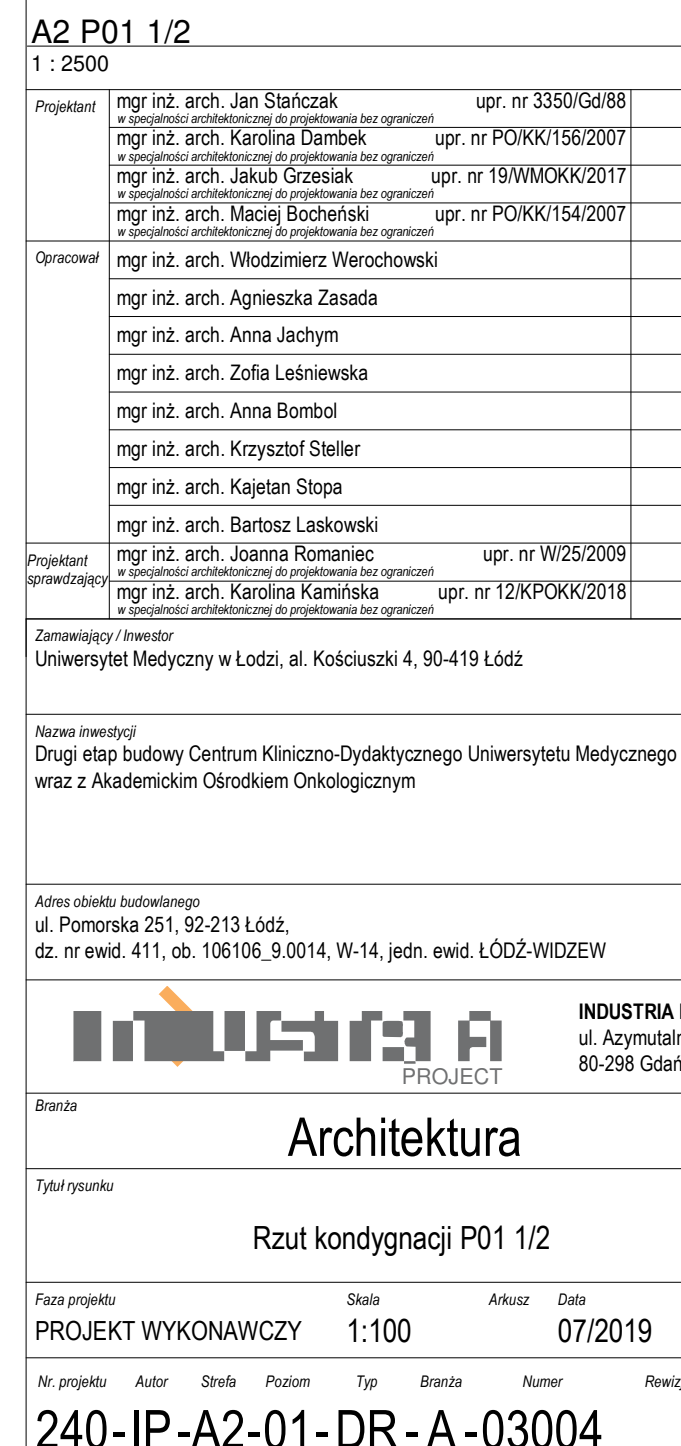 A2 P01 1/2
1 : 2500
Projektant mgr inż. arch. Jan Stańczak upr. nr 3350/Gd/88
w specjalności architektonicznej do projektowania bez ograniczeń
mgr inż. arch. Karolina Dambek upr. nr PO/KK/156/2007
w specjalności architektonicznej do projektowania bez ograniczeń
mgr inż. arch. Jakub Grzesiak upr. nr 19/WMOKK/2017
w specjalności architektonicznej do projektowania bez ograniczeń
mgr inż. arch. Maciej Bocheński upr. nr PO/KK/154/2007
w specjalności architektonicznej do projektowania bez ograniczeń
Opracował mgr inż. arch. Włodzimierz Werochowski
mgr inż. arch. Agnieszka Zasada
mgr inż. arch. Anna Jachym
mgr inż. arch. Zofia Leśniewska
mgr inż. arch. Anna Bombol
mgr inż. arch. Krzysztof Steller
mgr inż. arch. Kajetan Stopa
mgr inż. arch. Bartosz Laskowski
Projektant sprawdzający mgr inż. arch. Joanna Romaniec upr. nr W/25/2009
w specjalności architektonicznej do projektowania bez ograniczeń
mgr inż. arch. Karolina Kamińska upr. nr 12/KPOKK/2018
w specjalności architektonicznej do projektowania bez ograniczeń
Zamawiający / Inwestor
Uniwersytet Medyczny w Łodzi, al. Kościuszki 4, 90-419 Łódź
Nazwa inwestycji
Drugi etap budowy Centrum Kliniczno-Dydaktycznego Uniwersytetu Medycznego
wraz z Akademickim Ośrodkiem Onkologicznym
Adres obiektu budowlanego
ul. Pomorska 251, 92-213 Łódź,
dz. nr ewid. 411, ob. 106106_9.0014, W-14, jedn. ewid. ŁÓDŹ-WIDZEW
INDUSTRIA
PROJECT
INDUSTRIA
ul. Azymutaln
80-298 Gdań
Branża
Architektura
Tytuł rysunku
Rzut kondygnacji P01 1/2
Faza projektu Skala Arkusz Data
PROJEKT WYKONAWCZY 1:100 07/2019
Nr. projektu Autor Strefa Poziom Typ Branża Numer Rewiz
240-IP-A2-01-DR-A-03004